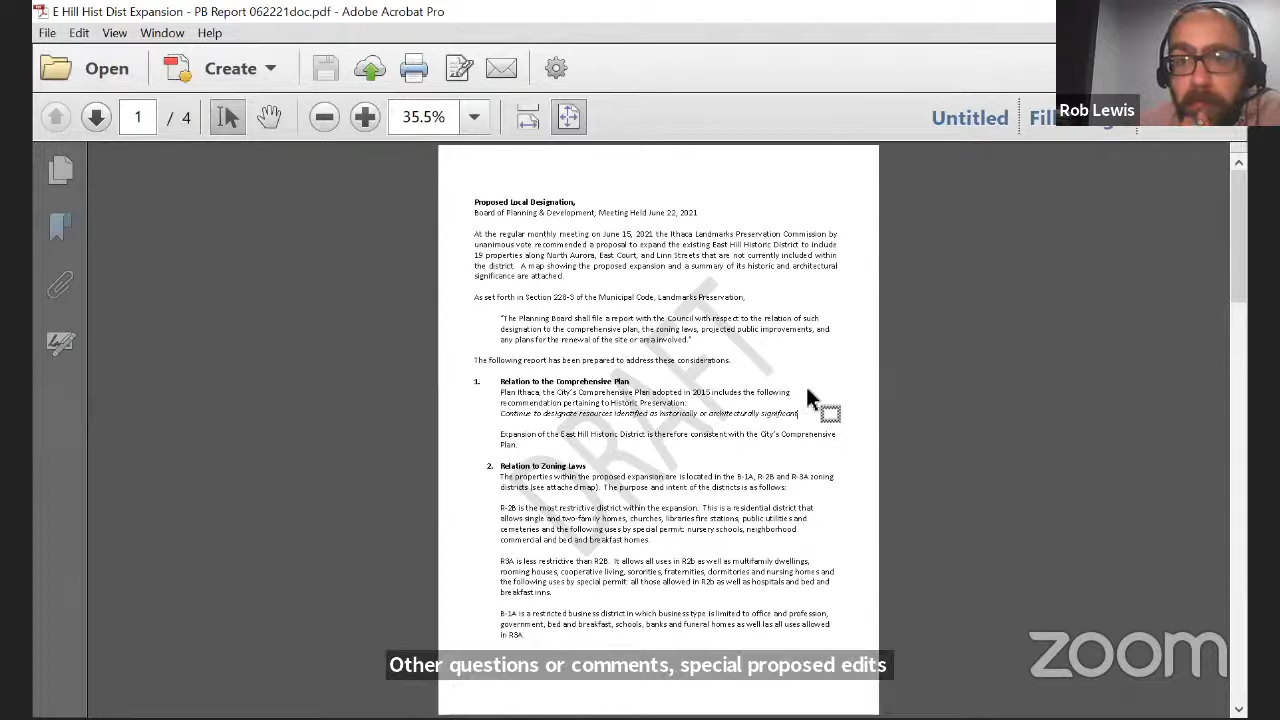 E Hill Hist Dist Expansion - PB Report 062221doc.pdf - Adobe Acrobat Pro
File Edit View Window Help
Open Create
1 / 4 35.5% Untitled
Rob Lewis
Proposed Local Designation,
Board of Planning & Development, Meeting Held June 22, 2021
At the regular monthly meeting on June 15, 2021 the Ithaca Landmarks Preservation Commission by
unanimous vote recommended a proposal to expand the existing East Hill Historic District to include
19 properties along North Aurora, East Court, and Linn Streets that are not currently included within
the district. A map showing the proposed expansion and a summary of its historic and architectural
significance are attached.
As set forth in Section 228-3 of the Municipal Code, Landmarks Preservation,
"The Planning Board shall file a report with the Council with respect to the relation of such
designation to the comprehensive plan, the zoning laws, projected public improvements, and
any plans for the renewal of the site or area involved."
The following report has been prepared to address these considerations.
1. Relation to the Comprehensive Plan
Plan Ithaca, the City's Comprehensive Plan adopted in 2015 includes the following
recommendation pertaining to Historic Preservation:
Continue to designate resources identified as historically or architecturally significant
Expansion of the East Hill Historic District is therefore consistent with the City's Comprehensive
Plan.
2. Relation to Zoning Laws
The properties within the proposed expansion are is located in the B-1A, R-2B and R-3A zoning
districts (see attached map). The purpose and intent of the districts is as follows:
R-2B is the most restrictive district within the expansion. This is a residential district that
allows single and two-family homes, churches, libraries fire stations, public utilities and
cemeteries and the following uses by special permit: nursery schools, neighborhood
commercial and bed and breakfast homes.
R3A is less restrictive than R2B. It allows all uses in R2b as well as multifamily dwellings,
rooming houses, cooperative living, sororities, fraternities, dormitories and nursing homes and
the following uses by special permit: all those allowed in R2b as well as hospitals and bed and
breakfast inns.
B-1A is a restricted business district in which business type is limited to office and profession,
government, bed and breakfast, schools, banks and funeral homes as well las all uses allowed
in R3A.
DRAFT
Other questions or comments, special proposed edits
zoom